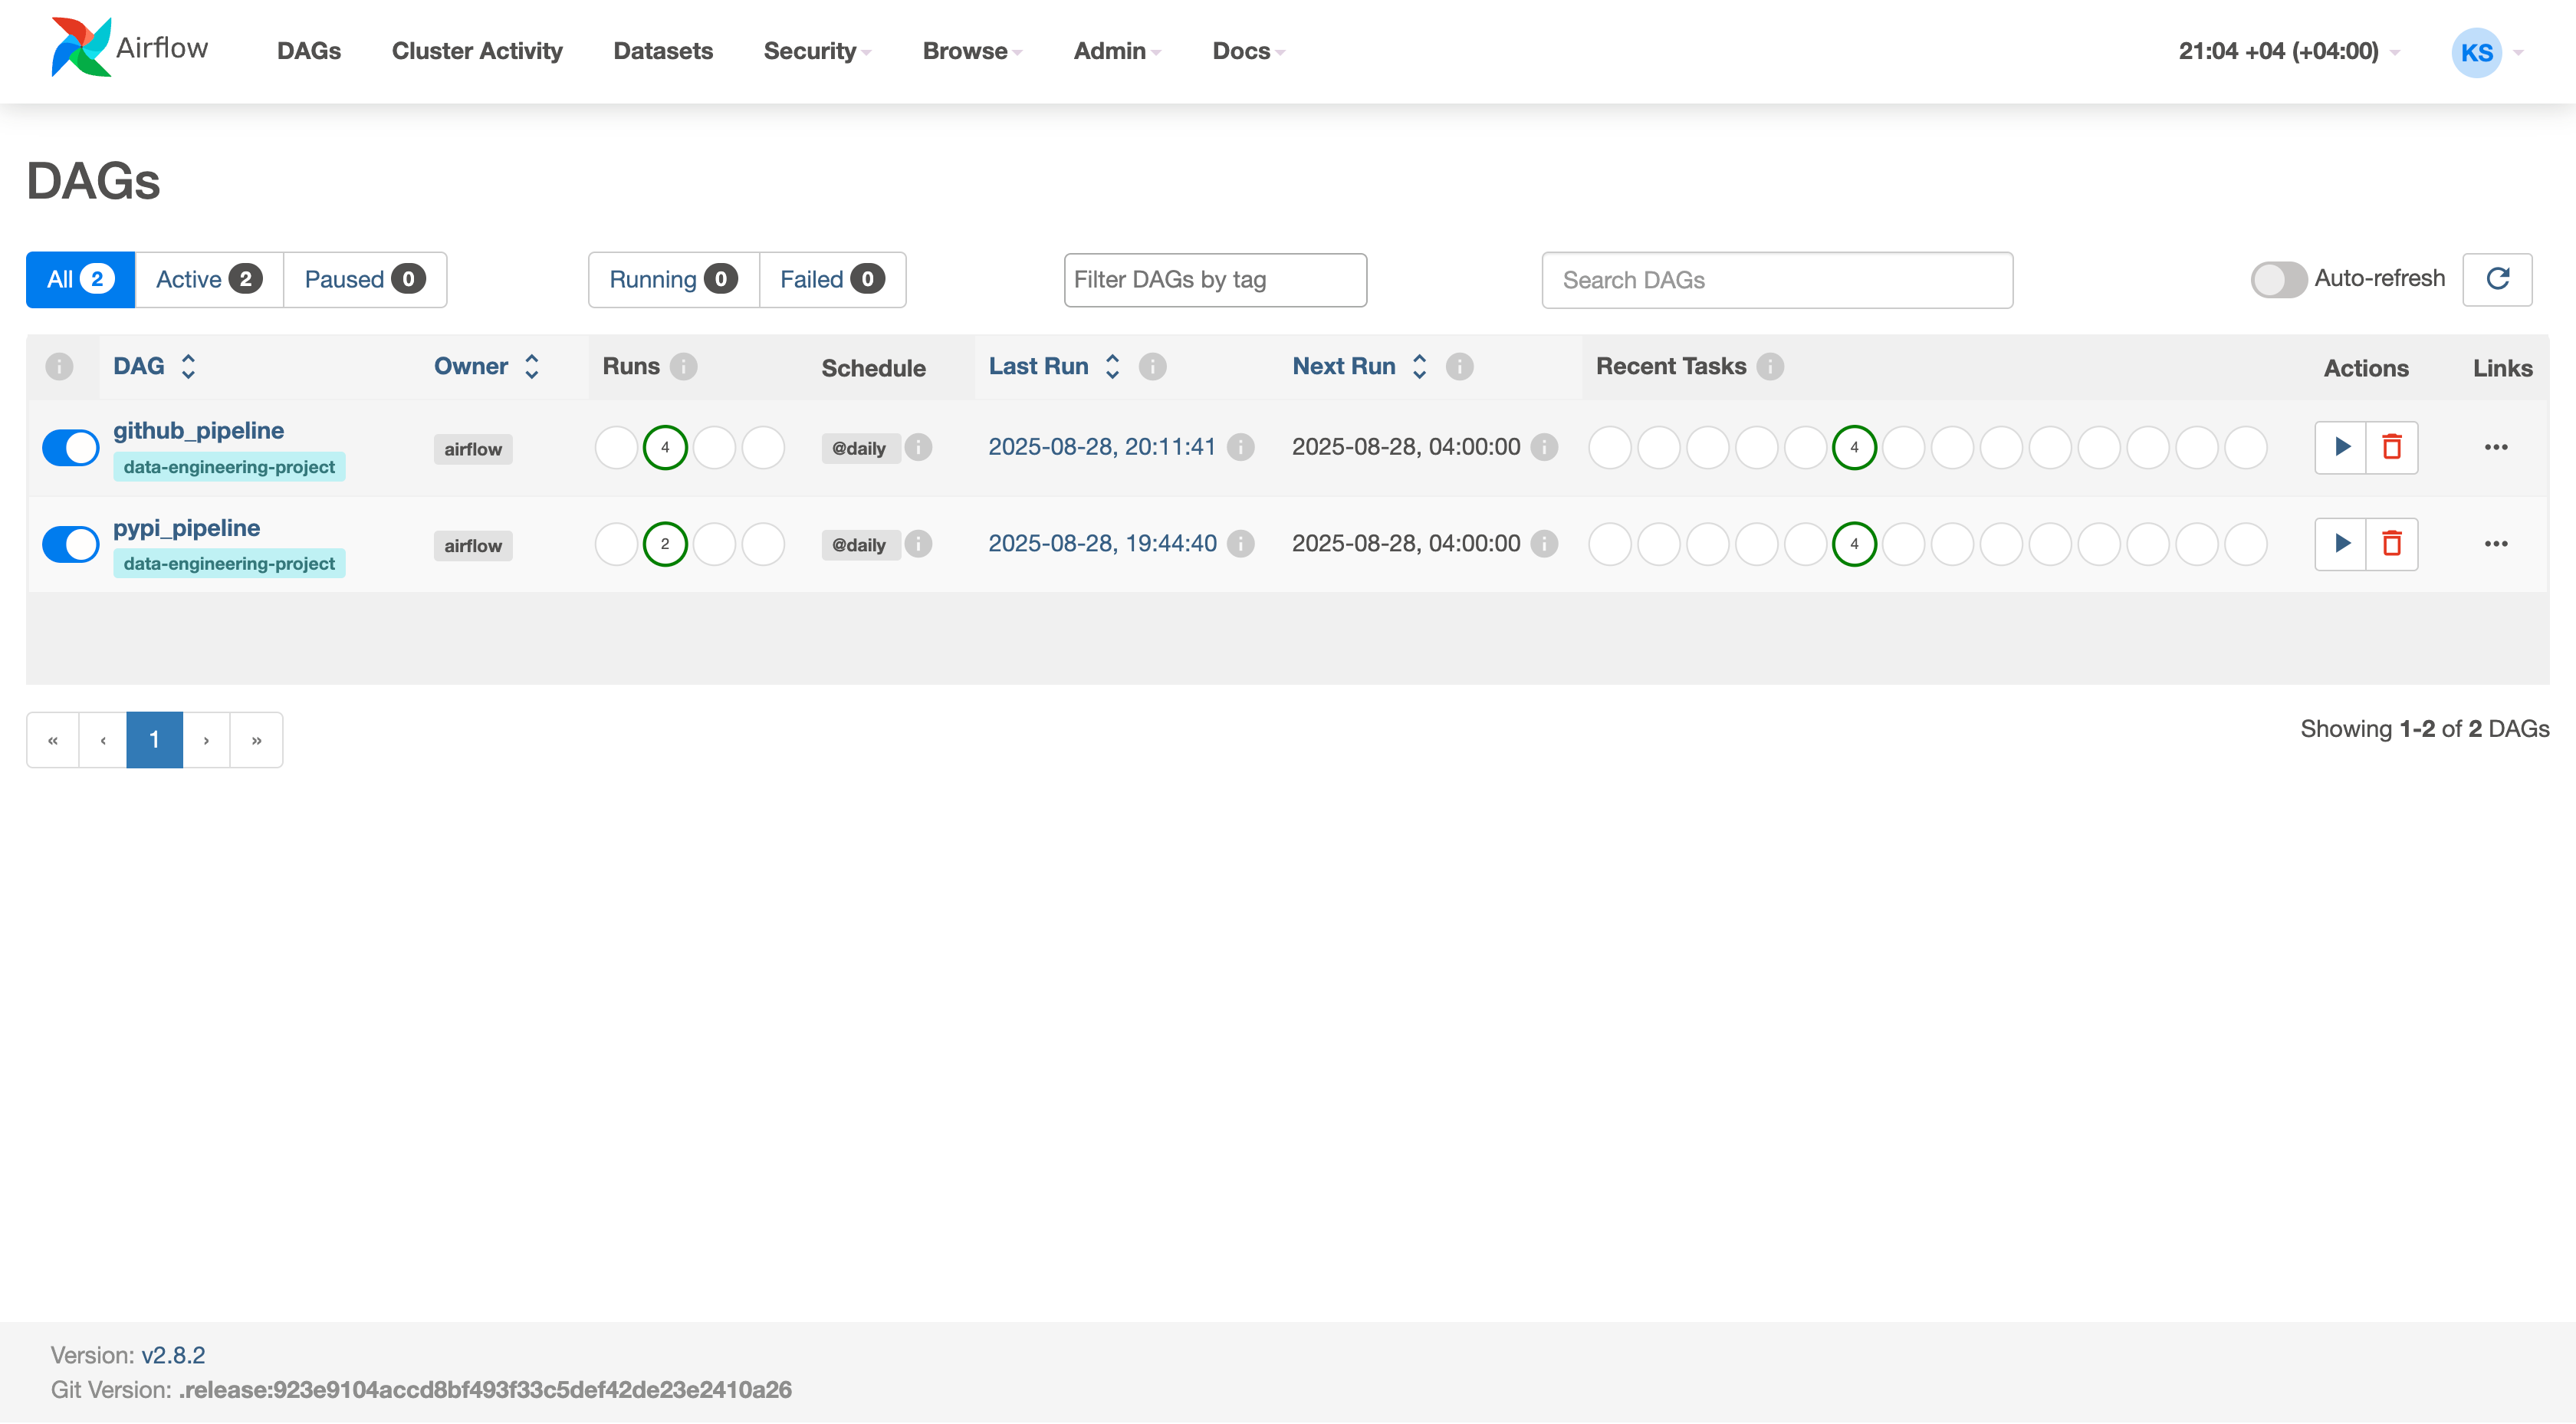 Airflow DAGs Cluster Activity Datasets Security Browse Admin Docs 21:04 +04 (+04:00) KS
DAGs
All 2 Active 2 Paused 0 Running 0 Failed 0 Filter DAGs by tag Search DAGs Auto-refresh
i DAG Owner Runs i Schedule Last Run i Next Run i Recent Tasks i Actions Links
github_pipeline
data-engineering-project
airflow 4 @daily i 2025-08-28, 20:11:41 i 2025-08-28, 04:00:00 i 4 •••
pypi_pipeline
data-engineering-project
airflow 2 @daily i 2025-08-28, 19:44:40 i 2025-08-28, 04:00:00 i 4 •••
« ‹ 1 › » Showing 1-2 of 2 DAGs
Version: v2.8.2
Git Version: .release:923e9104accd8bf493f33c5def42de23e2410a26